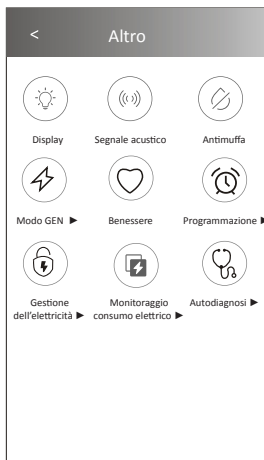 < Altro
Display Segnale acustico Antimuffa
Modo GEN ► Benessere Programmazione ►
Gestione Monitoraggio Autodiagnosi ►
dell'elettricità ► consumo elettrico ►